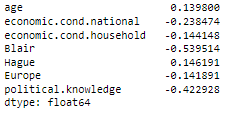 age 0.139800
economic.cond.national -0.238474
economic.cond.household -0.144148
Blair -0.539514
Hague 0.146191
Europe -0.141891
political.knowledge -0.422928
dtype: float64